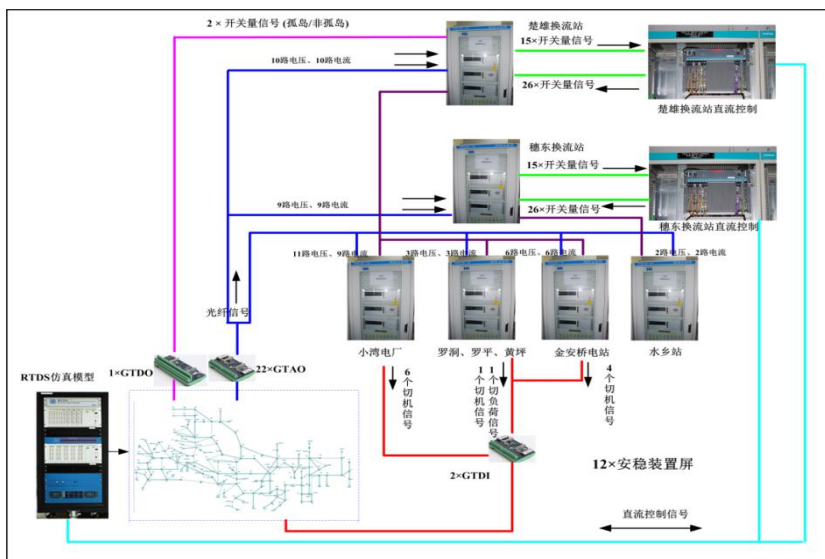 2 × 开关量信号 (孤岛/非孤岛)
楚雄换流站
15×开关量信号
10路电压、10路电流
26×开关量信号
楚雄换流站直流控制
穗东换流站
15×开关量信号
9路电压、9路电流
26×开关量信号
穗东换流站直流控制
11路电压、9路电流
3路电压、3路电流
6路电压、6路电流
2路电压、2路电流
光纤信号
小湾电厂
罗洞、罗平、黄坪
金安桥电站
水乡站
1×GTDO
22×GTAO
RTDS仿真模型
6个切机信号
1个切机信号
1个切负荷信号
4个切机信号
2×GTDI
12×安稳装置屏
直流控制信号